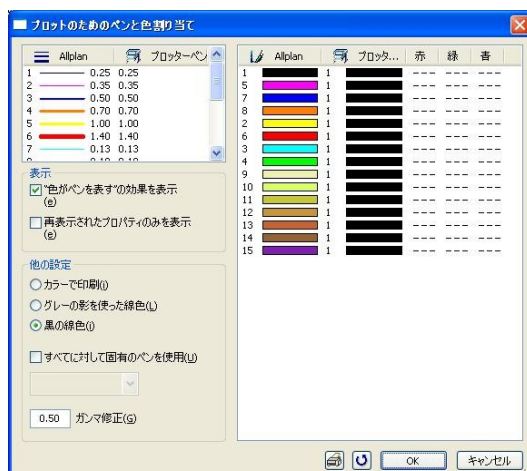 プロットのためのペンと色割り当て
Allplan プロッターペン
1 0.25 0.25
2 0.35 0.35
3 0.50 0.50
4 0.70 0.70
5 1.00 1.00
6 1.40 1.40
7 0.13 0.13
表示
"色がペンを表す"の効果を表示
(e)
再表示されたプロパティのみを表示
(e)
他の設定
カラーで印刷(i)
グレーの影を使った線色(L)
黒の線色(i)
すべてに対して固有のペンを使用(U)
0.50 ガンマ修正(G)
Allplan プロッタ... 赤 緑 青
1 1 --- --- ---
5 1 --- --- ---
7 1 --- --- ---
8 1 --- --- ---
2 1 --- --- ---
6 1 --- --- ---
3 1 --- --- ---
4 1 --- --- ---
9 1 --- --- ---
10 1 --- --- ---
11 1 --- --- ---
12 1 --- --- ---
13 1 --- --- ---
14 1 --- --- ---
15 1 --- --- ---
OK キャンセル